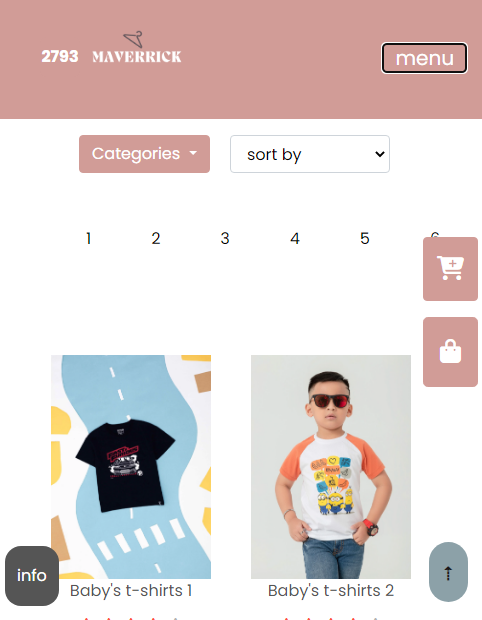 2793 MAVERRICK
menu
Categories
sort by
1 2 3 4 5 6
info
Baby's t-shirts 1
Baby's t-shirts 2